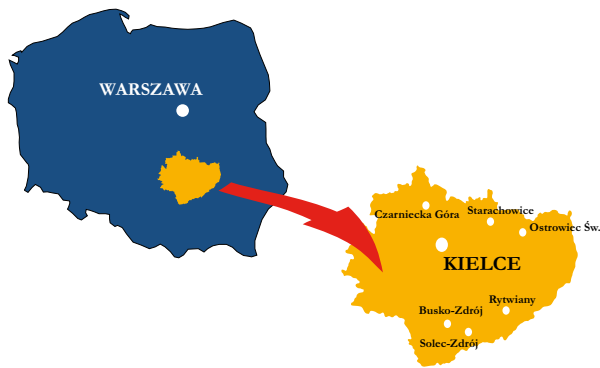 WARSZAWA
Czarniecka Góra
Starachowice
Ostrowiec Św.
KIELCE
Rytwiany
Busko-Zdrój
Solec-Zdrój